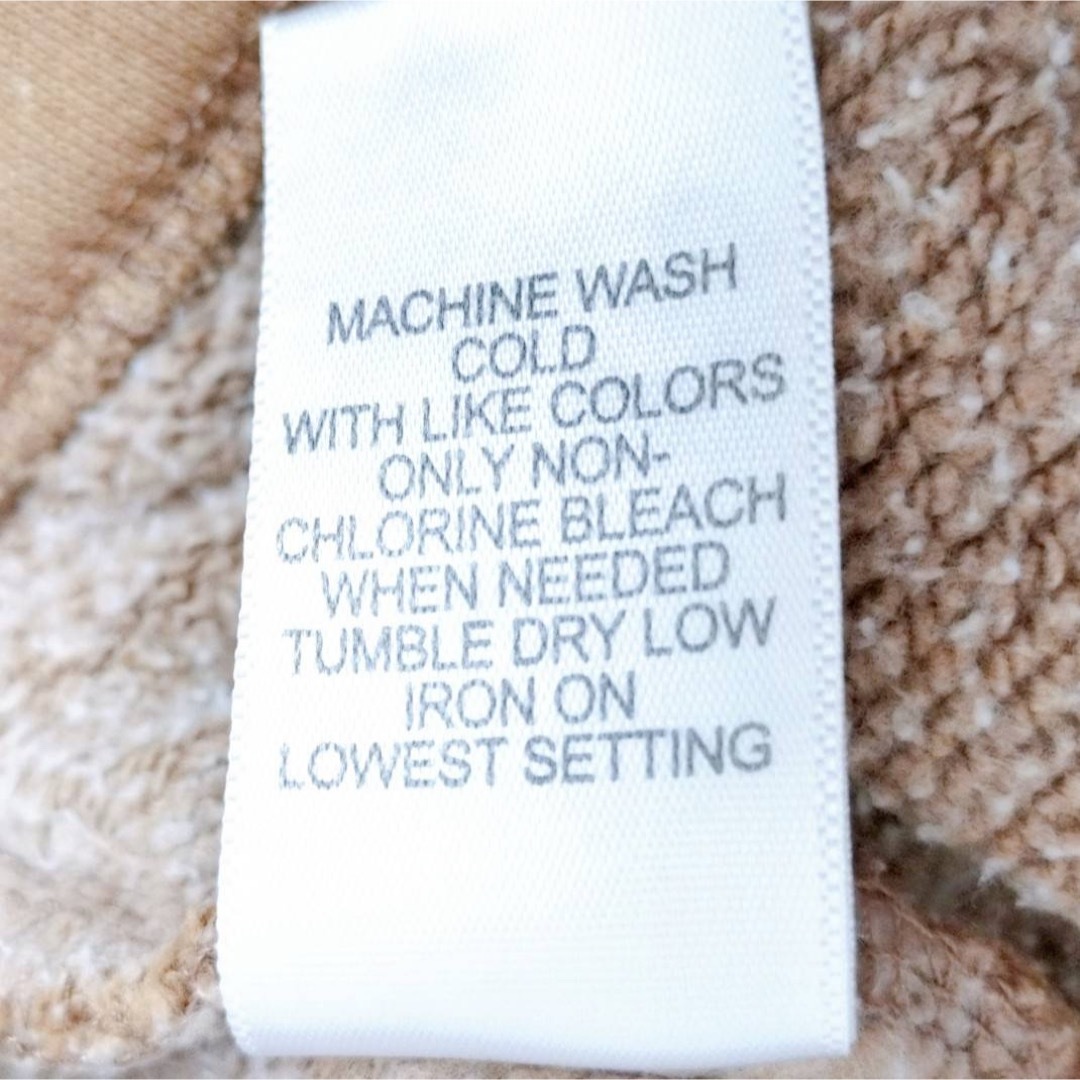 MACHINE WASH
COLD
WITH LIKE COLORS
ONLY NON-
CHLORINE BLEACH
WHEN NEEDED
TUMBLE DRY LOW
IRON ON
LOWEST SETTING